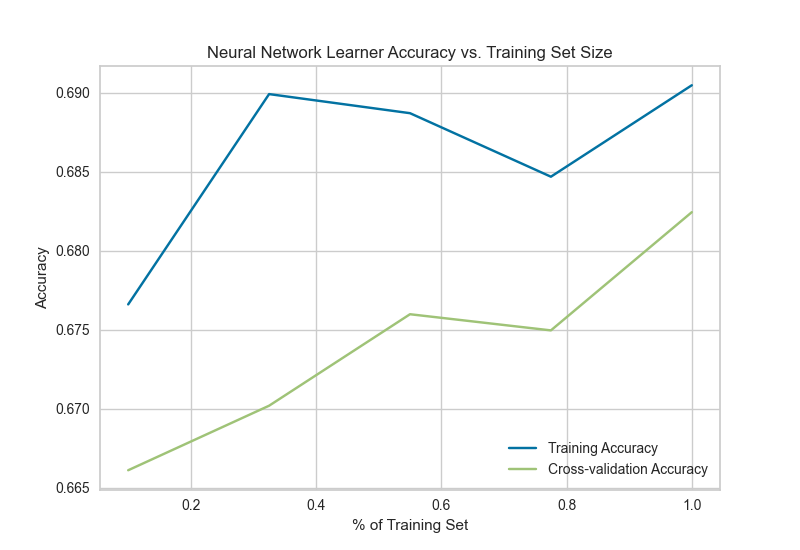 Neural Network Learner Accuracy vs. Training Set Size
0.690
0.685
0.680
0.675
0.670
0.665
Accuracy
Training Accuracy
Cross-validation Accuracy
0.2 0.4 0.6 0.8 1.0
% of Training Set